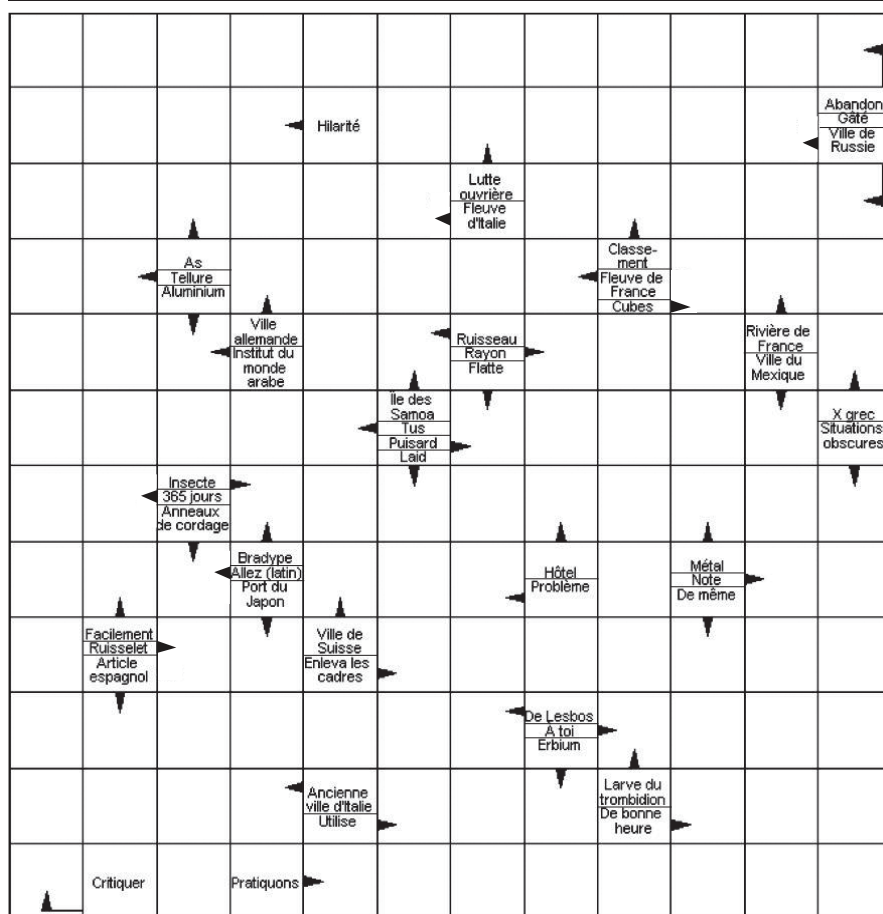 Hilarité
Abandon
Gâté
Ville de
Russie
Lutte
ouvrière
Fleuve
d'Italie
As
Tellure
Aluminium
Classe-
ment
Fleuve de
France
Cubes
Ville
allemande
Institut du
monde
arabe
Ruisseau
Rayon
Flatte
Rivière de
France
Ville du
Mexique
Île des
Samoa
Tus
Puisard
Laid
X grec
Situations
obscures
Insecte
365 jours
Anneaux
de cordage
Bradype
Allez (latin)
Port du
Japon
Hôtel
Problème
Métal
Note
De même
Facilement
Ruisselet
Article
espagnol
Ville de
Suisse
Enleva les
cadres
De Lesbos
À toi
Erbium
Ancienne
ville d'Italie
Utilise
Larve du
trombidion
De bonne
heure
Critiquer
Pratiquons